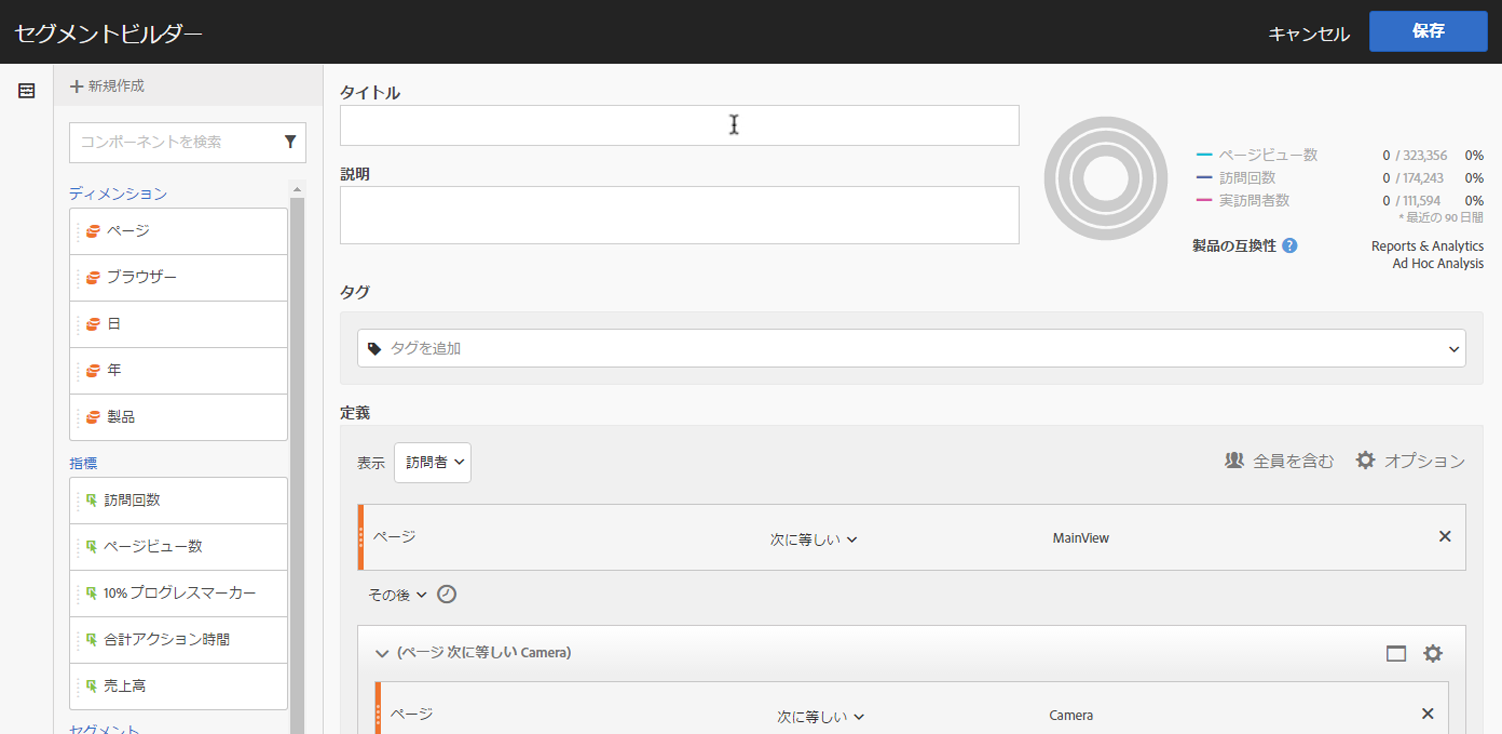 セグメントビルダー
キャンセル
保存
新規作成
コンポーネントを検索
ディメンション
ページ
ブラウザー
日
年
製品
指標
訪問回数
ページビュー数
10% プログレスマーカー
合計アクション時間
売上高
セグメント
タイトル
説明
ページビュー数 0 / 323,356 0%
訪問回数 0 / 174,243 0%
実訪問者数 0 / 111,594 0%
* 最近の 90 日間
製品の互換性 ? Reports & Analytics
Ad Hoc Analysis
タグ
タグを追加
定義
表示 訪問者 全員を含む オプション
ページ 次に等しい MainView
その後
(ページ 次に等しい Camera)
ページ 次に等しい Camera